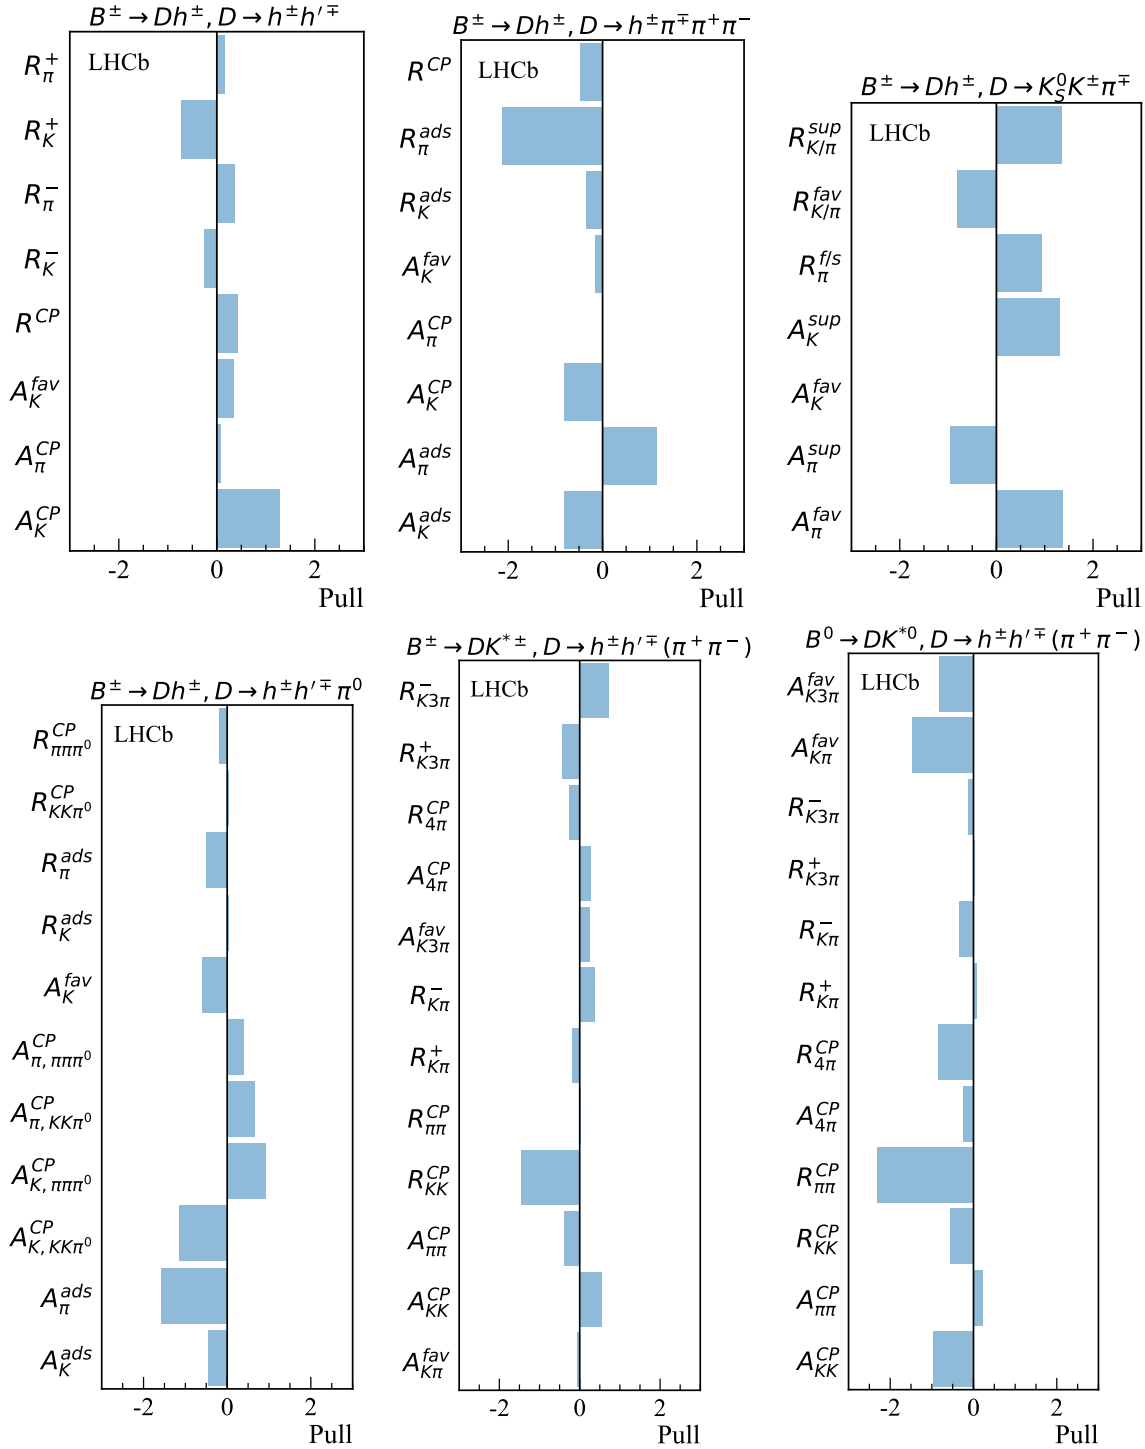 B± → Dh±, D → h±h′∓
LHCb
R_π^+
R_K^+
R_π^−
R_K^−
R^CP
A_K^fav
A_π^CP
A_K^CP
-2 0 2
Pull
B± → Dh±, D → h±π∓π+π−
LHCb
R^CP
R_π^ads
R_K^ads
A_K^fav
A_π^CP
A_K^CP
A_π^ads
A_K^ads
-2 0 2
Pull
B± → Dh±, D → K_S^0K±π∓
LHCb
R_K/π^sup
R_K/π^fav
R_π^f/s
A_K^sup
A_K^fav
A_π^sup
A_π^fav
-2 0 2
Pull
B± → Dh±, D → h±h′∓π^0
LHCb
R_πππ^0^CP
R_KKπ^0^CP
R_π^ads
R_K^ads
A_K^fav
A_π,πππ^0^CP
A_π,KKπ^0^CP
A_K,πππ^0^CP
A_K,KKπ^0^CP
A_π^ads
A_K^ads
-2 0 2
Pull
B± → DK*±, D → h±h′∓(π+π−)
LHCb
R_K3π^−
R_K3π^+
R_4π^CP
A_4π^CP
A_K3π^fav
R_Kπ^−
R_Kπ^+
R_ππ^CP
R_KK^CP
A_ππ^CP
A_KK^CP
A_Kπ^fav
-2 0 2
Pull
B^0 → DK*0, D → h±h′∓(π+π−)
LHCb
A_K3π^fav
A_Kπ^fav
R_K3π^−
R_K3π^+
R_Kπ^−
R_Kπ^+
R_4π^CP
A_4π^CP
R_ππ^CP
R_KK^CP
A_ππ^CP
A_KK^CP
-2 0 2
Pull